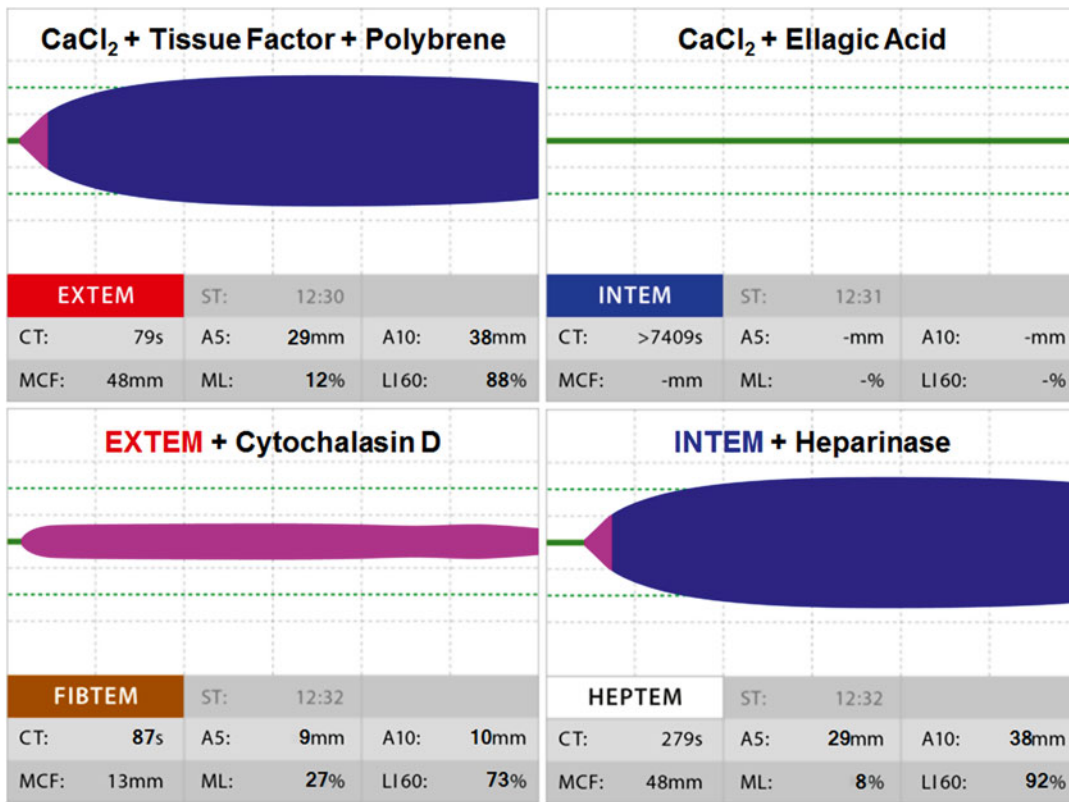 CaCl₂ + Tissue Factor + Polybrene
EXTEM ST: 12:30
CT: 79s A5: 29mm A10: 38mm
MCF: 48mm ML: 12% LI60: 88%
CaCl₂ + Ellagic Acid
INTEM ST: 12:31
CT: >7409s A5: -mm A10: -mm
MCF: -mm ML: -% LI60: -%
EXTEM + Cytochalasin D
FIBTEM ST: 12:32
CT: 87s A5: 9mm A10: 10mm
MCF: 13mm ML: 27% LI60: 73%
INTEM + Heparinase
HEPTEM ST: 12:32
CT: 279s A5: 29mm A10: 38mm
MCF: 48mm ML: 8% LI60: 92%